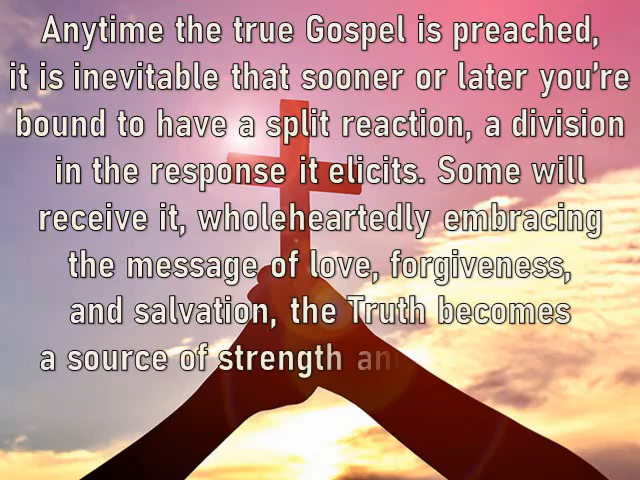 Anytime the true Gospel is preached,
it is inevitable that sooner or later you're
bound to have a split reaction, a division
in the response it elicits. Some will
receive it, wholeheartedly embracing
the message of love, forgiveness,
and salvation, the Truth becomes
a source of strength